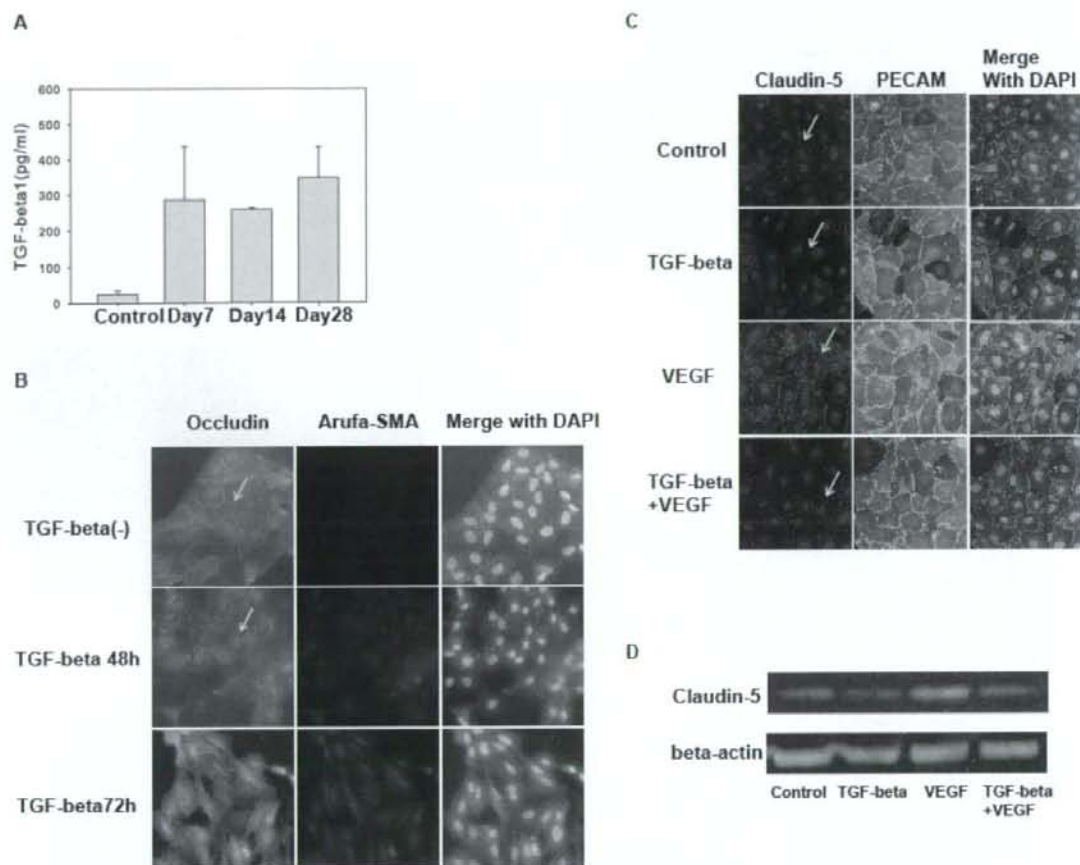 A
TGF-beta1(pg/ml)
600
500
400
300
200
100
0
Control Day7 Day14 Day28
B
Occludin Arufa-SMA Merge with DAPI
TGF-beta(-)
TGF-beta 48h
TGF-beta72h
C
Claudin-5 PECAM Merge
With DAPI
Control
TGF-beta
VEGF
TGF-beta
+VEGF
D
Claudin-5
beta-actin
Control TGF-beta VEGF TGF-beta
+VEGF